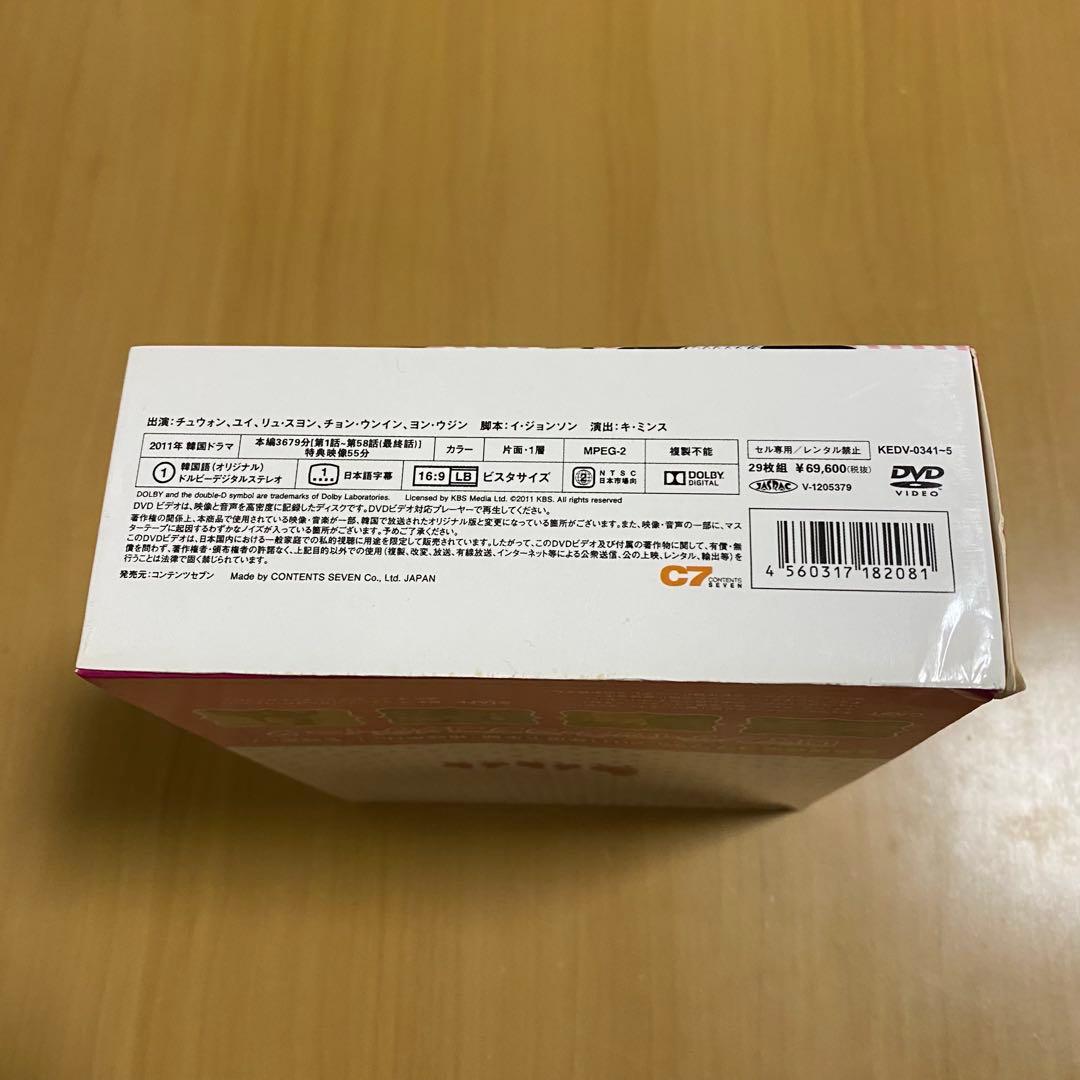 出演:チュウォン、ユイ、リュ・スヨン、チョン・ウンイン、ヨン・ウジン 脚本:イ・ジョンソン 演出:キ・ミンス
2011年 韓国ドラマ 本編3679分[第1話~第58話(最終話)] 特典映像55分 カラー 片面・1層 MPEG-2 複製不能 セル専用/レンタル禁止 KEDV-0341~5
1 韓国語(オリジナル) ドルビーデジタルステレオ 1 日本語字幕 16:9 LB ビスタサイズ 2 NTSC 日本市場向 DOLBY DIGITAL 29枚組 ¥69,600(税抜) JASRAC V-1205379 DVD VIDEO
DOLBY and the double-D symbol are trademarks of Dolby Laboratories. Licensed by KBS Media Ltd. ©2011 KBS. All rights reserved
DVDビデオは、映像と音声を高密度に記録したディスクです。DVDビデオ対応プレーヤーで再生してください。
著作権の関係上、本商品で使用されている映像・音楽が一部、韓国で放送されたオリジナル版と変更になっている箇所がございます。また、映像・音声の一部に、マス
ターテープに起因するわずかなノイズが入っている箇所がございます。予めご了承ください。
このDVDビデオは、日本国内における一般家庭での私的視聴に用途を限定して販売されています。したがって、このDVDビデオ及び付属の著作物に関して、有償・無
償を問わず、著作権者・頒布権者の許諾なく、上記目的以外での使用(複製、改変、放送、有線放送、インターネット等による公衆送信、公の上映、レンタル、輸出等)を
行うことは法律で固く禁じられています。
発売元:コンテンツセブン Made by CONTENTS SEVEN Co., Ltd. JAPAN
C7 CONTENTS SEVEN
4 560317 182081